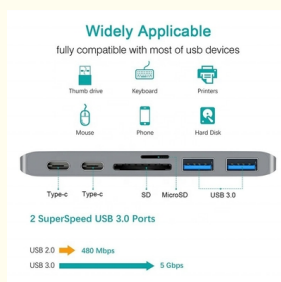 Widely Applicable
fully compatible with most of usb devices
Thumb drive Keyboard Printers
Mouse Phone Hard Disk
Type-c Type-c SD MicroSD USB 3.0
2 SuperSpeed USB 3.0 Ports
USB 2.0 480 Mbps
USB 3.0 5 Gbps